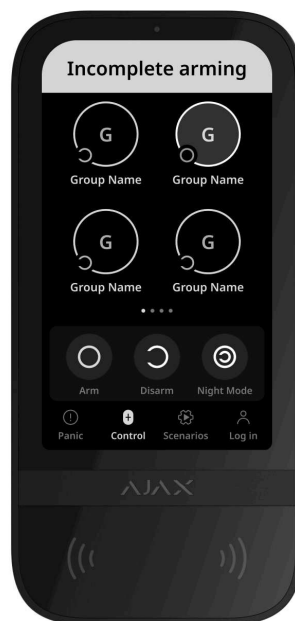 Incomplete arming
G G
Group Name Group Name
G G
Group Name Group Name
Arm Disarm Night Mode
Panic Control Scenarios Log in
AJAX